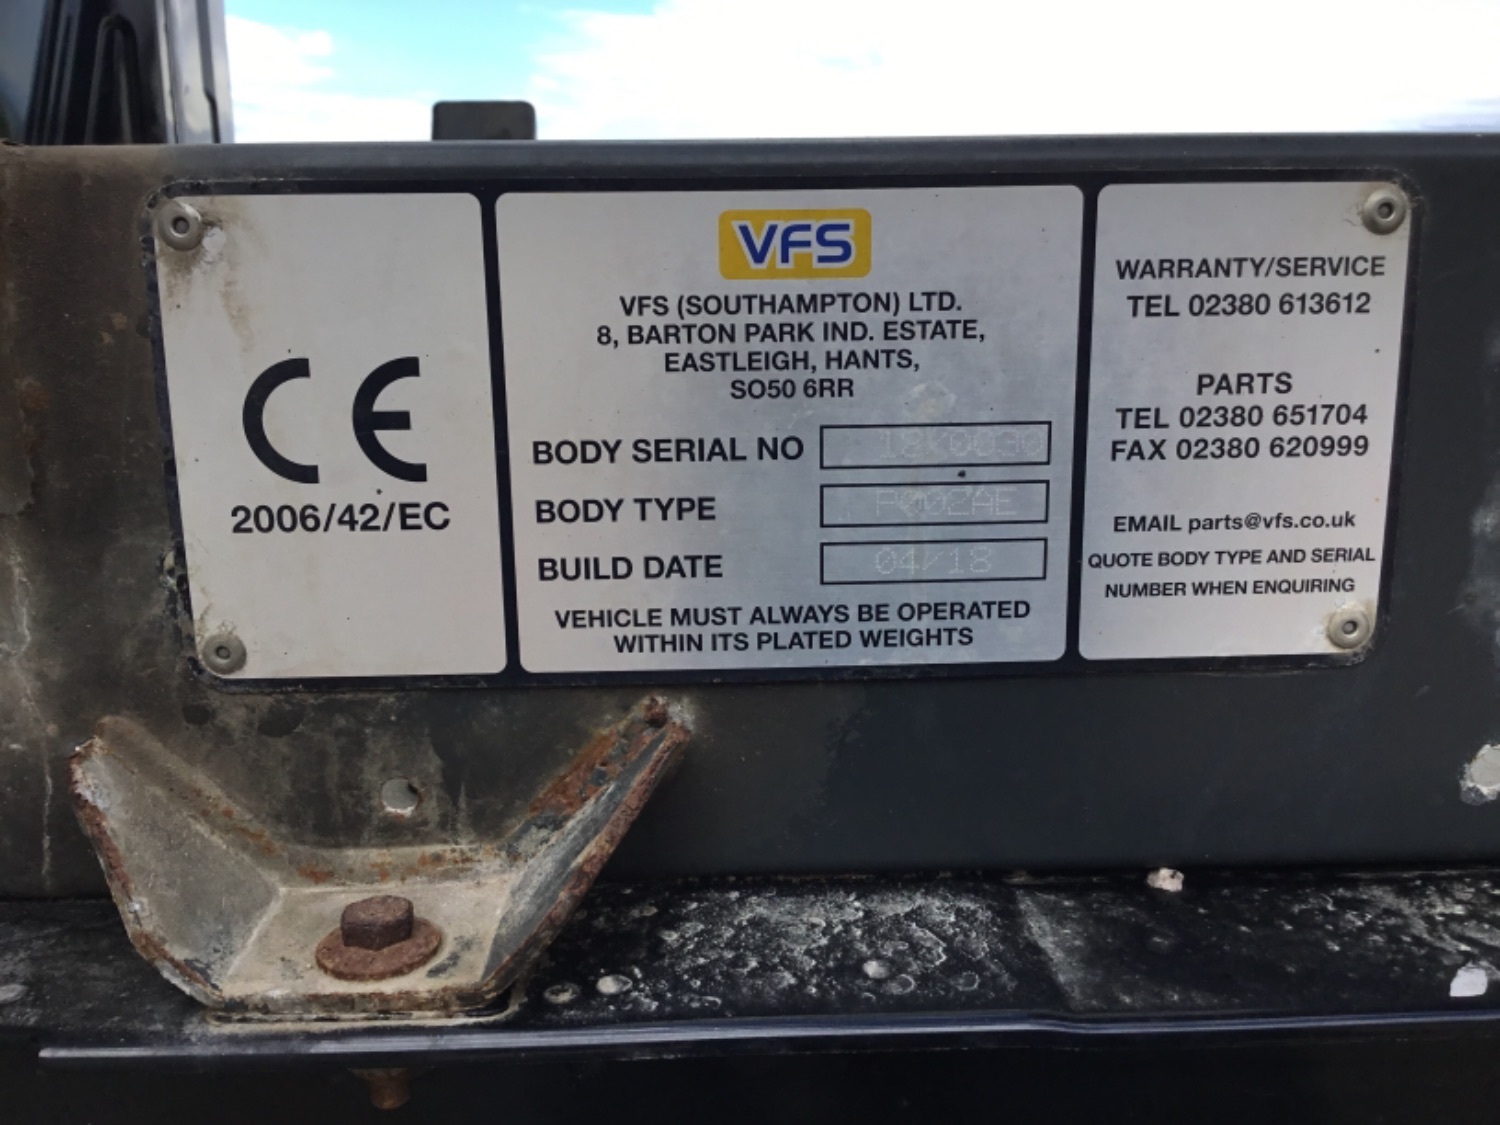 CE
2006/42/EC
VFS
VFS (SOUTHAMPTON) LTD.
8, BARTON PARK IND. ESTATE,
EASTLEIGH, HANTS,
SO50 6RR
BODY SERIAL NO 18K0030
BODY TYPE P002AE
BUILD DATE 04/18
VEHICLE MUST ALWAYS BE OPERATED
WITHIN ITS PLATED WEIGHTS
WARRANTY/SERVICE
TEL 02380 613612
PARTS
TEL 02380 651704
FAX 02380 620999
EMAIL parts@vfs.co.uk
QUOTE BODY TYPE AND SERIAL
NUMBER WHEN ENQUIRING